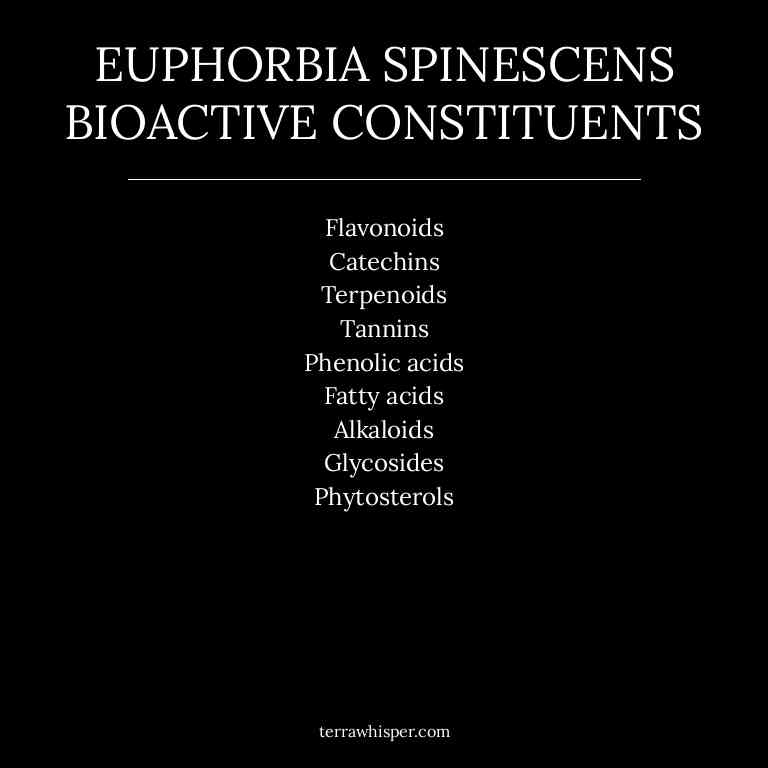 EUPHORBIA SPINESCENS
BIOACTIVE CONSTITUENTS
Flavonoids
Catechins
Terpenoids
Tannins
Phenolic acids
Fatty acids
Alkaloids
Glycosides
Phytosterols
terrawhisper.com